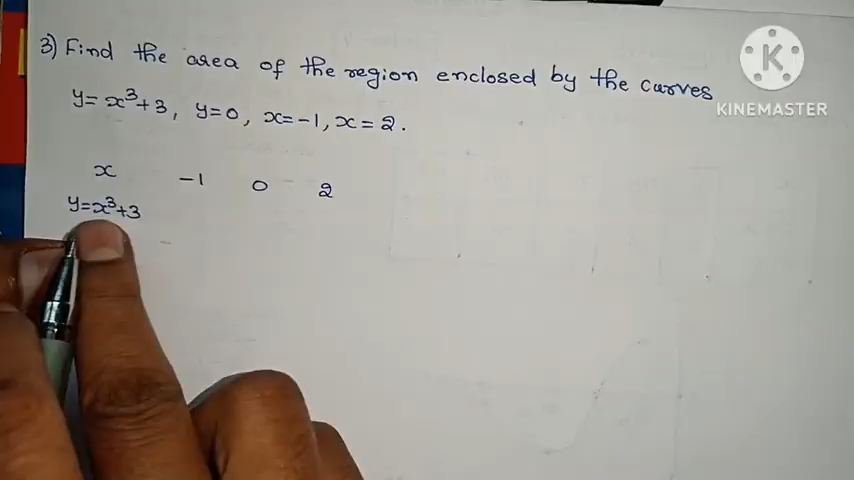 3) Find the area of the region enclosed by the curves
y = x³+3, y=0, x=-1, x=2.
x -1 0 2
y=x³+3
K
KINEMASTER